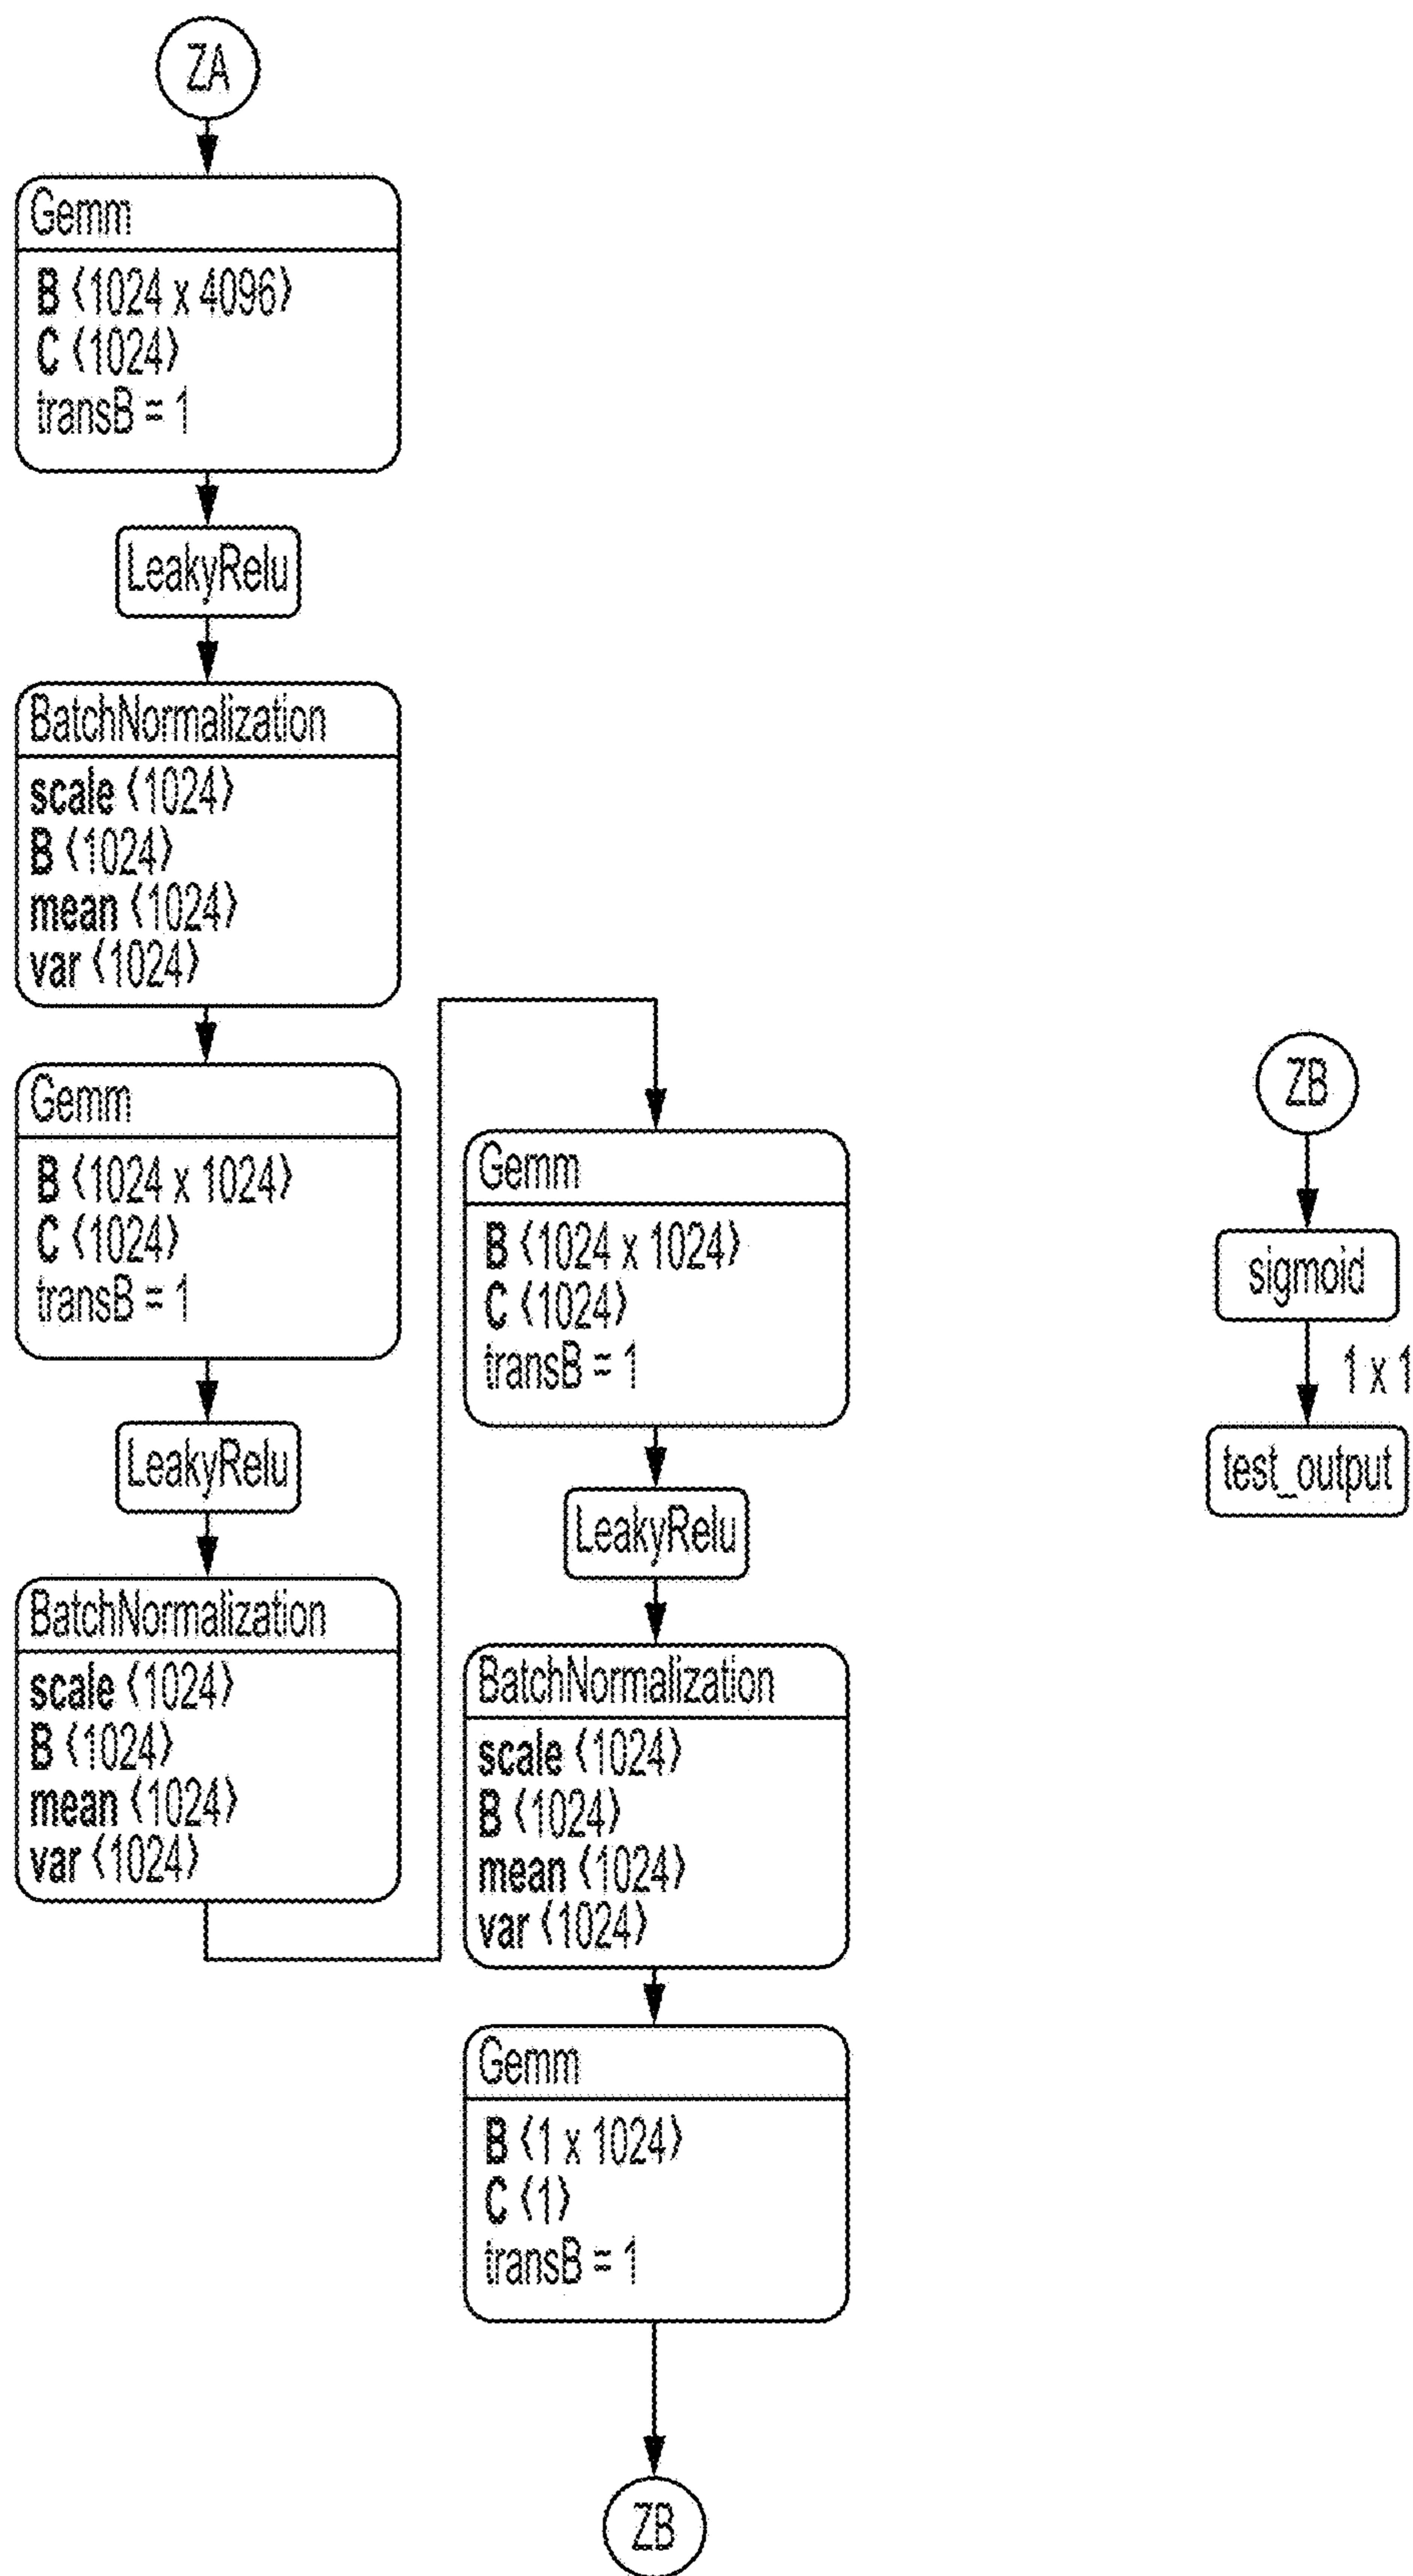 ZA
Gemm
B ⟨1024 x 4096⟩
C ⟨1024⟩
transB = 1
LeakyRelu
BatchNormalization
scale ⟨1024⟩
B ⟨1024⟩
mean ⟨1024⟩
var ⟨1024⟩
Gemm
B ⟨1024 x 1024⟩
C ⟨1024⟩
transB = 1
LeakyRelu
BatchNormalization
scale ⟨1024⟩
B ⟨1024⟩
mean ⟨1024⟩
var ⟨1024⟩
Gemm
B ⟨1024 x 1024⟩
C ⟨1024⟩
transB = 1
LeakyRelu
BatchNormalization
scale ⟨1024⟩
B ⟨1024⟩
mean ⟨1024⟩
var ⟨1024⟩
Gemm
B ⟨1 x 1024⟩
C ⟨1⟩
transB = 1
ZB
ZB
sigmoid
1 x 1
test_output